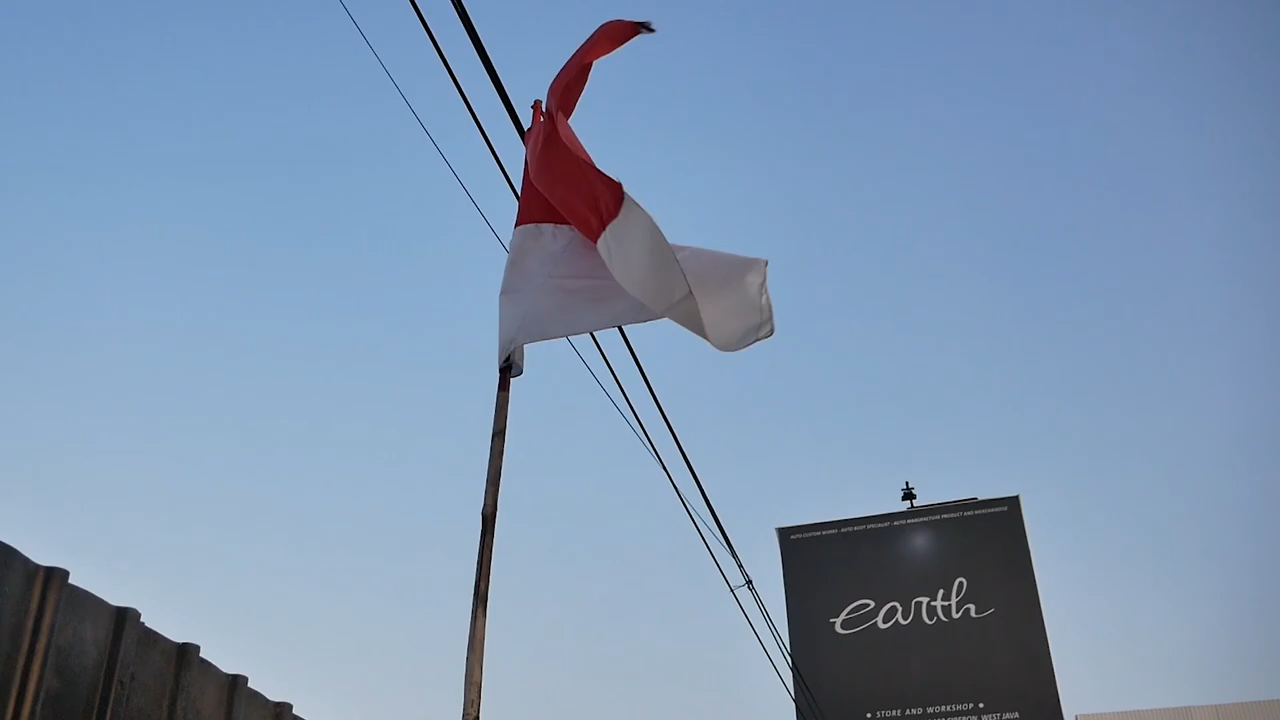 AUTO CUSTOM WORKS - AUTO BODY SPECIALIST - AUTO MANUFACTURE PRODUCT AND MERCHANDISE
earth
• STORE AND WORKSHOP •
CIREBON, WEST JAVA